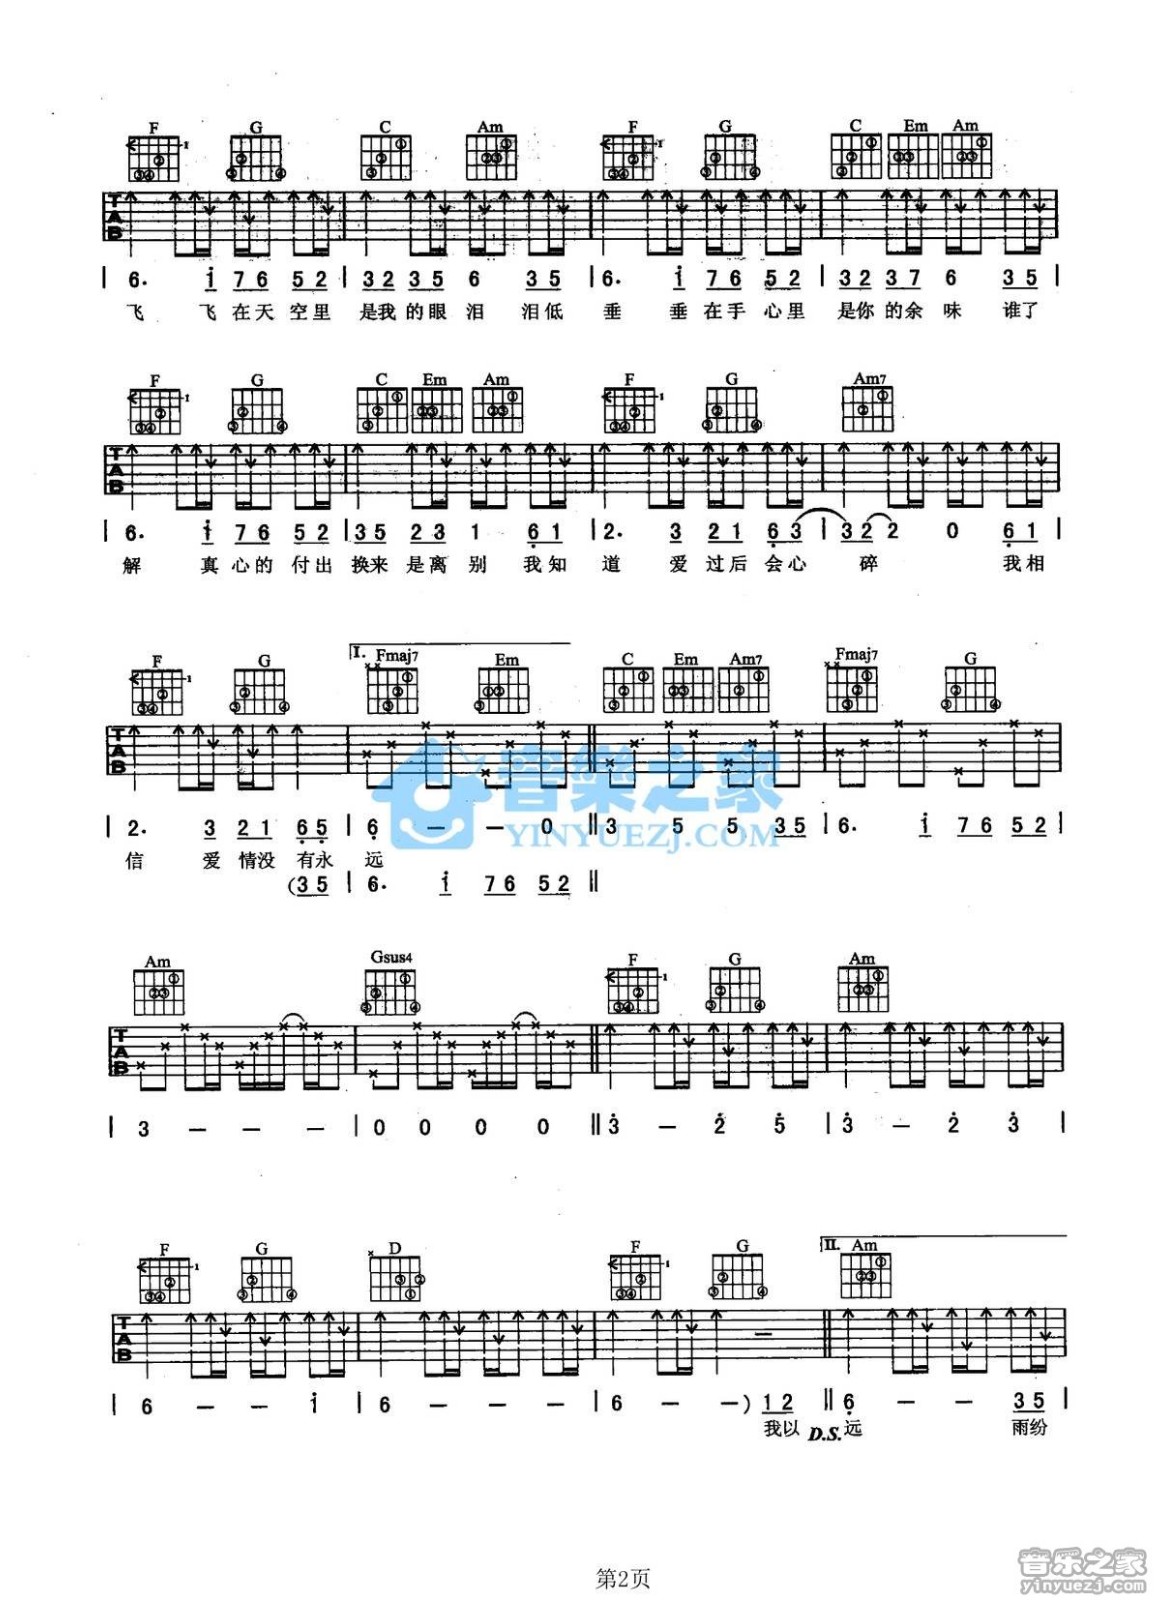 F G C Am F G C Em Am
T A B
| 6. i 76 52 | 32 35 6 35 | 6. i 76 52 | 32 37 6 35 |
飞 飞在天 空里 是我 的眼 泪 泪低 垂 垂在手 心里 是你 的余 味 谁了
F G C Em Am F G Am7
T A B
| 6. i 76 52 | 35 23 1 61 | 2. 3 21 63 | 32 2 0 61 |
解 真心的 付出 换来 是离 别 我知 道 爱 过后 会心 碎 我相
F G I. Fmaj7 Em C Em Am7 Fmaj7 G
T A B
| 2. 3 21 65 | 6 — — 0 || 3 5 5 35 | 6. i 76 52 |
信 爱 情没 有永 远
(35 | 6. i 76 52 ||
音樂之家
YINYUEZJ.COM
Am Gsus4 F G Am
T A B
| 3 — — — | 0 0 0 0 || 3 — 2 5 | 3 — 2 3 |
F G D F G II. Am
T A B
| 6 — — i | 6 — — — | 6 — — ) 12 || 6 — — 35 |
我以 D.S. 远 雨纷
第2页
音乐之家
yinyuezj.com